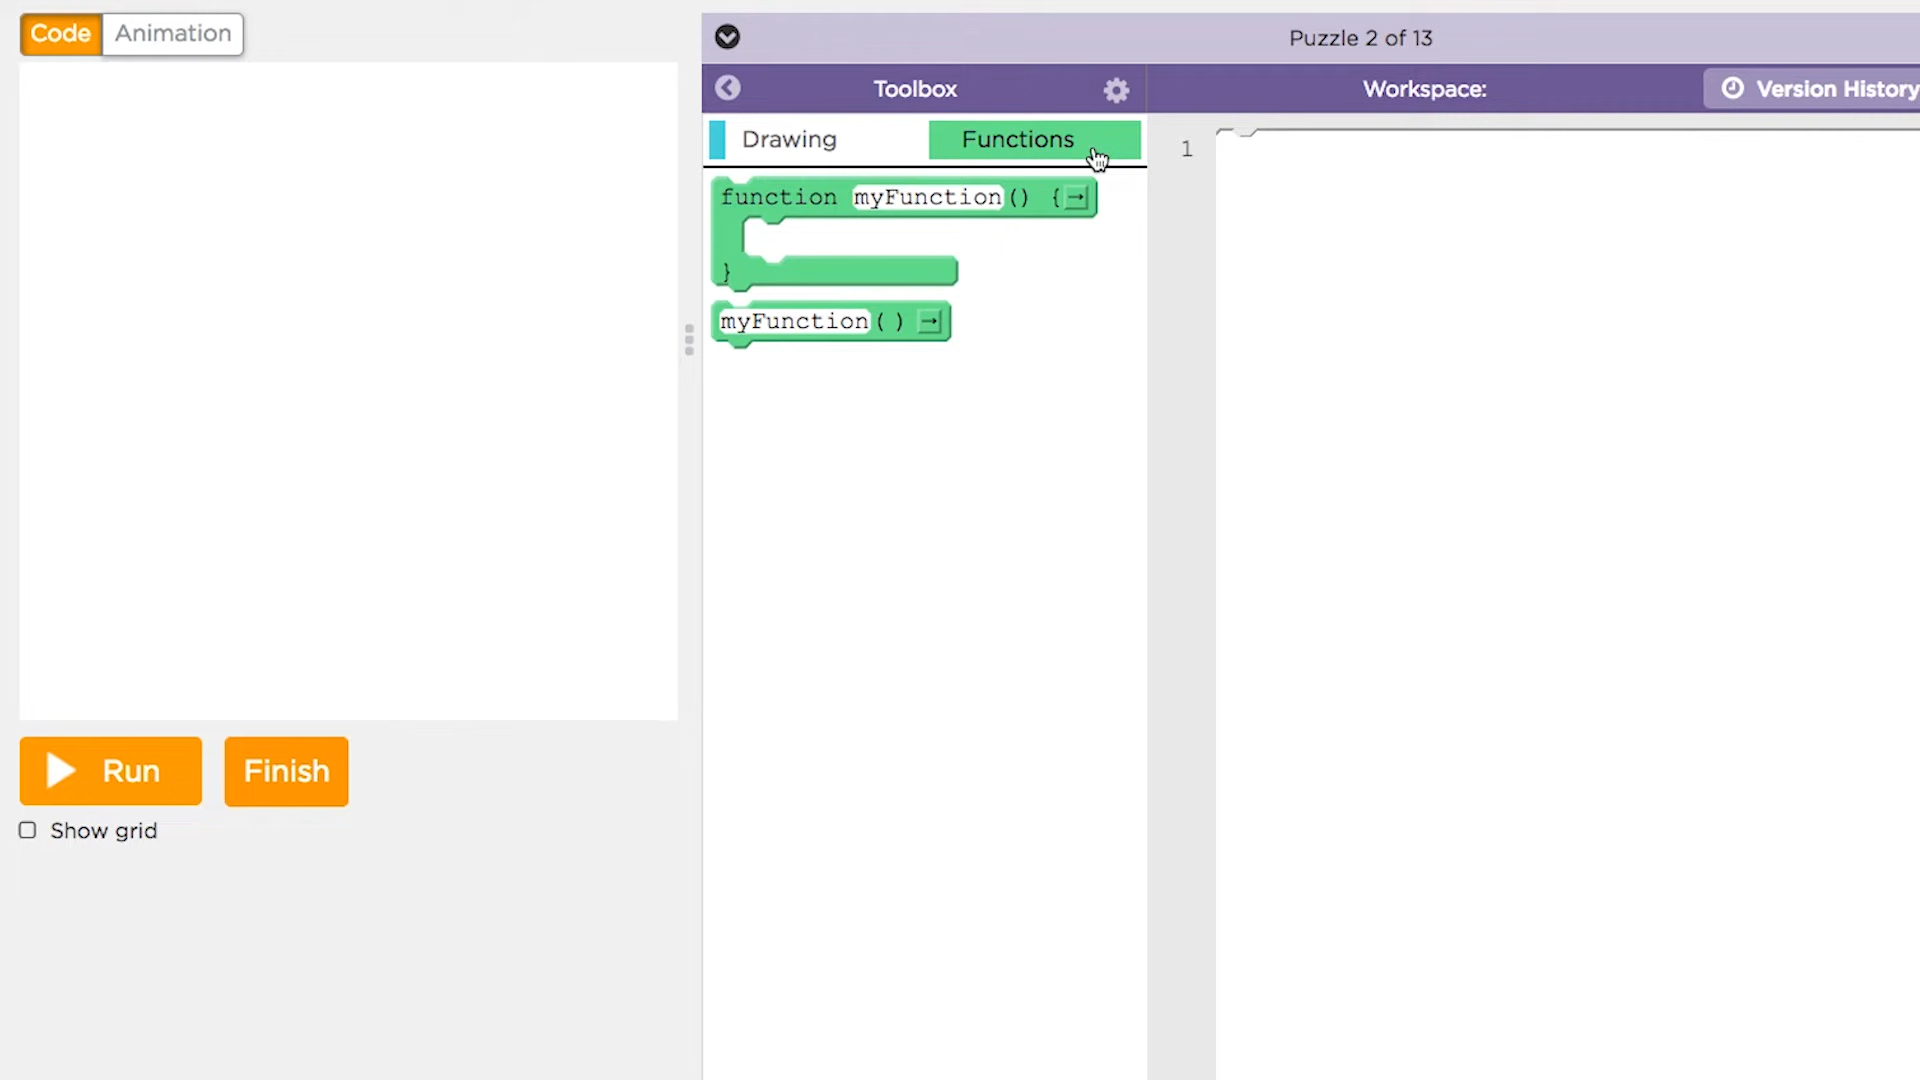 Code Animation
Puzzle 2 of 13
Toolbox
Workspace:
Version History
Drawing
Functions
1
function myFunction() {→
}
myFunction() →
Run
Finish
Show grid